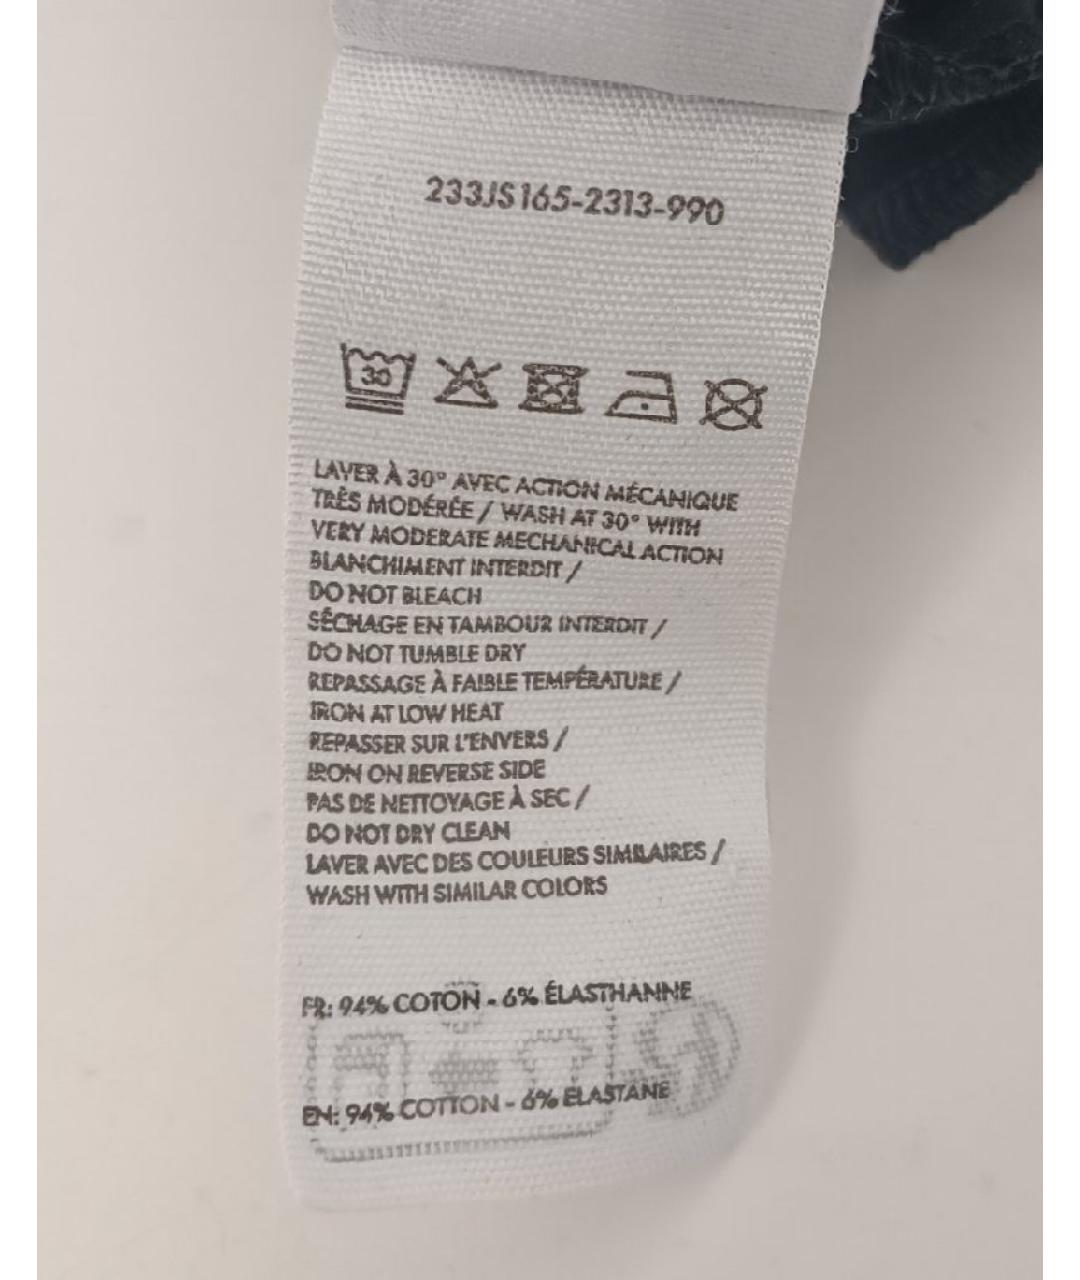 233JS165-2313-990
30
LAVER À 30° AVEC ACTION MÉCANIQUE
TRÈS MODÉRÉE / WASH AT 30° WITH
VERY MODERATE MECHANICAL ACTION
BLANCHIMENT INTERDIT /
DO NOT BLEACH
SÉCHAGE EN TAMBOUR INTERDIT /
DO NOT TUMBLE DRY
REPASSAGE À FAIBLE TEMPÉRATURE /
IRON AT LOW HEAT
REPASSER SUR L'ENVERS /
IRON ON REVERSE SIDE
PAS DE NETTOYAGE À SEC /
DO NOT DRY CLEAN
LAVER AVEC DES COULEURS SIMILAIRES /
WASH WITH SIMILAR COLORS
FR: 94% COTON - 6% ÉLASTHANNE
EN: 94% COTTON - 6% ELASTANE